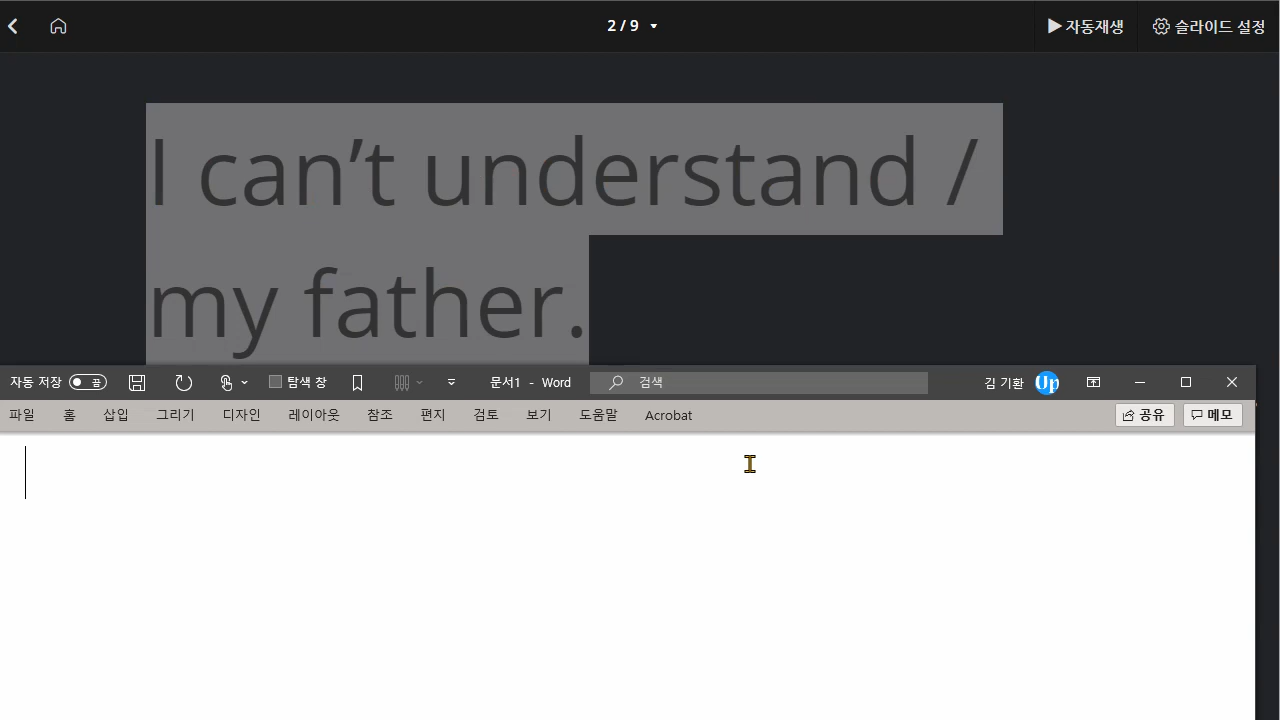 2 / 9
자동재생
슬라이드 설정
I can’t understand /
my father.
자동 저장 끔 탐색 창 문서1 - Word 검색 김 기환 Up
파일 홈 삽입 그리기 디자인 레이아웃 참조 편지 검토 보기 도움말 Acrobat 공유 메모